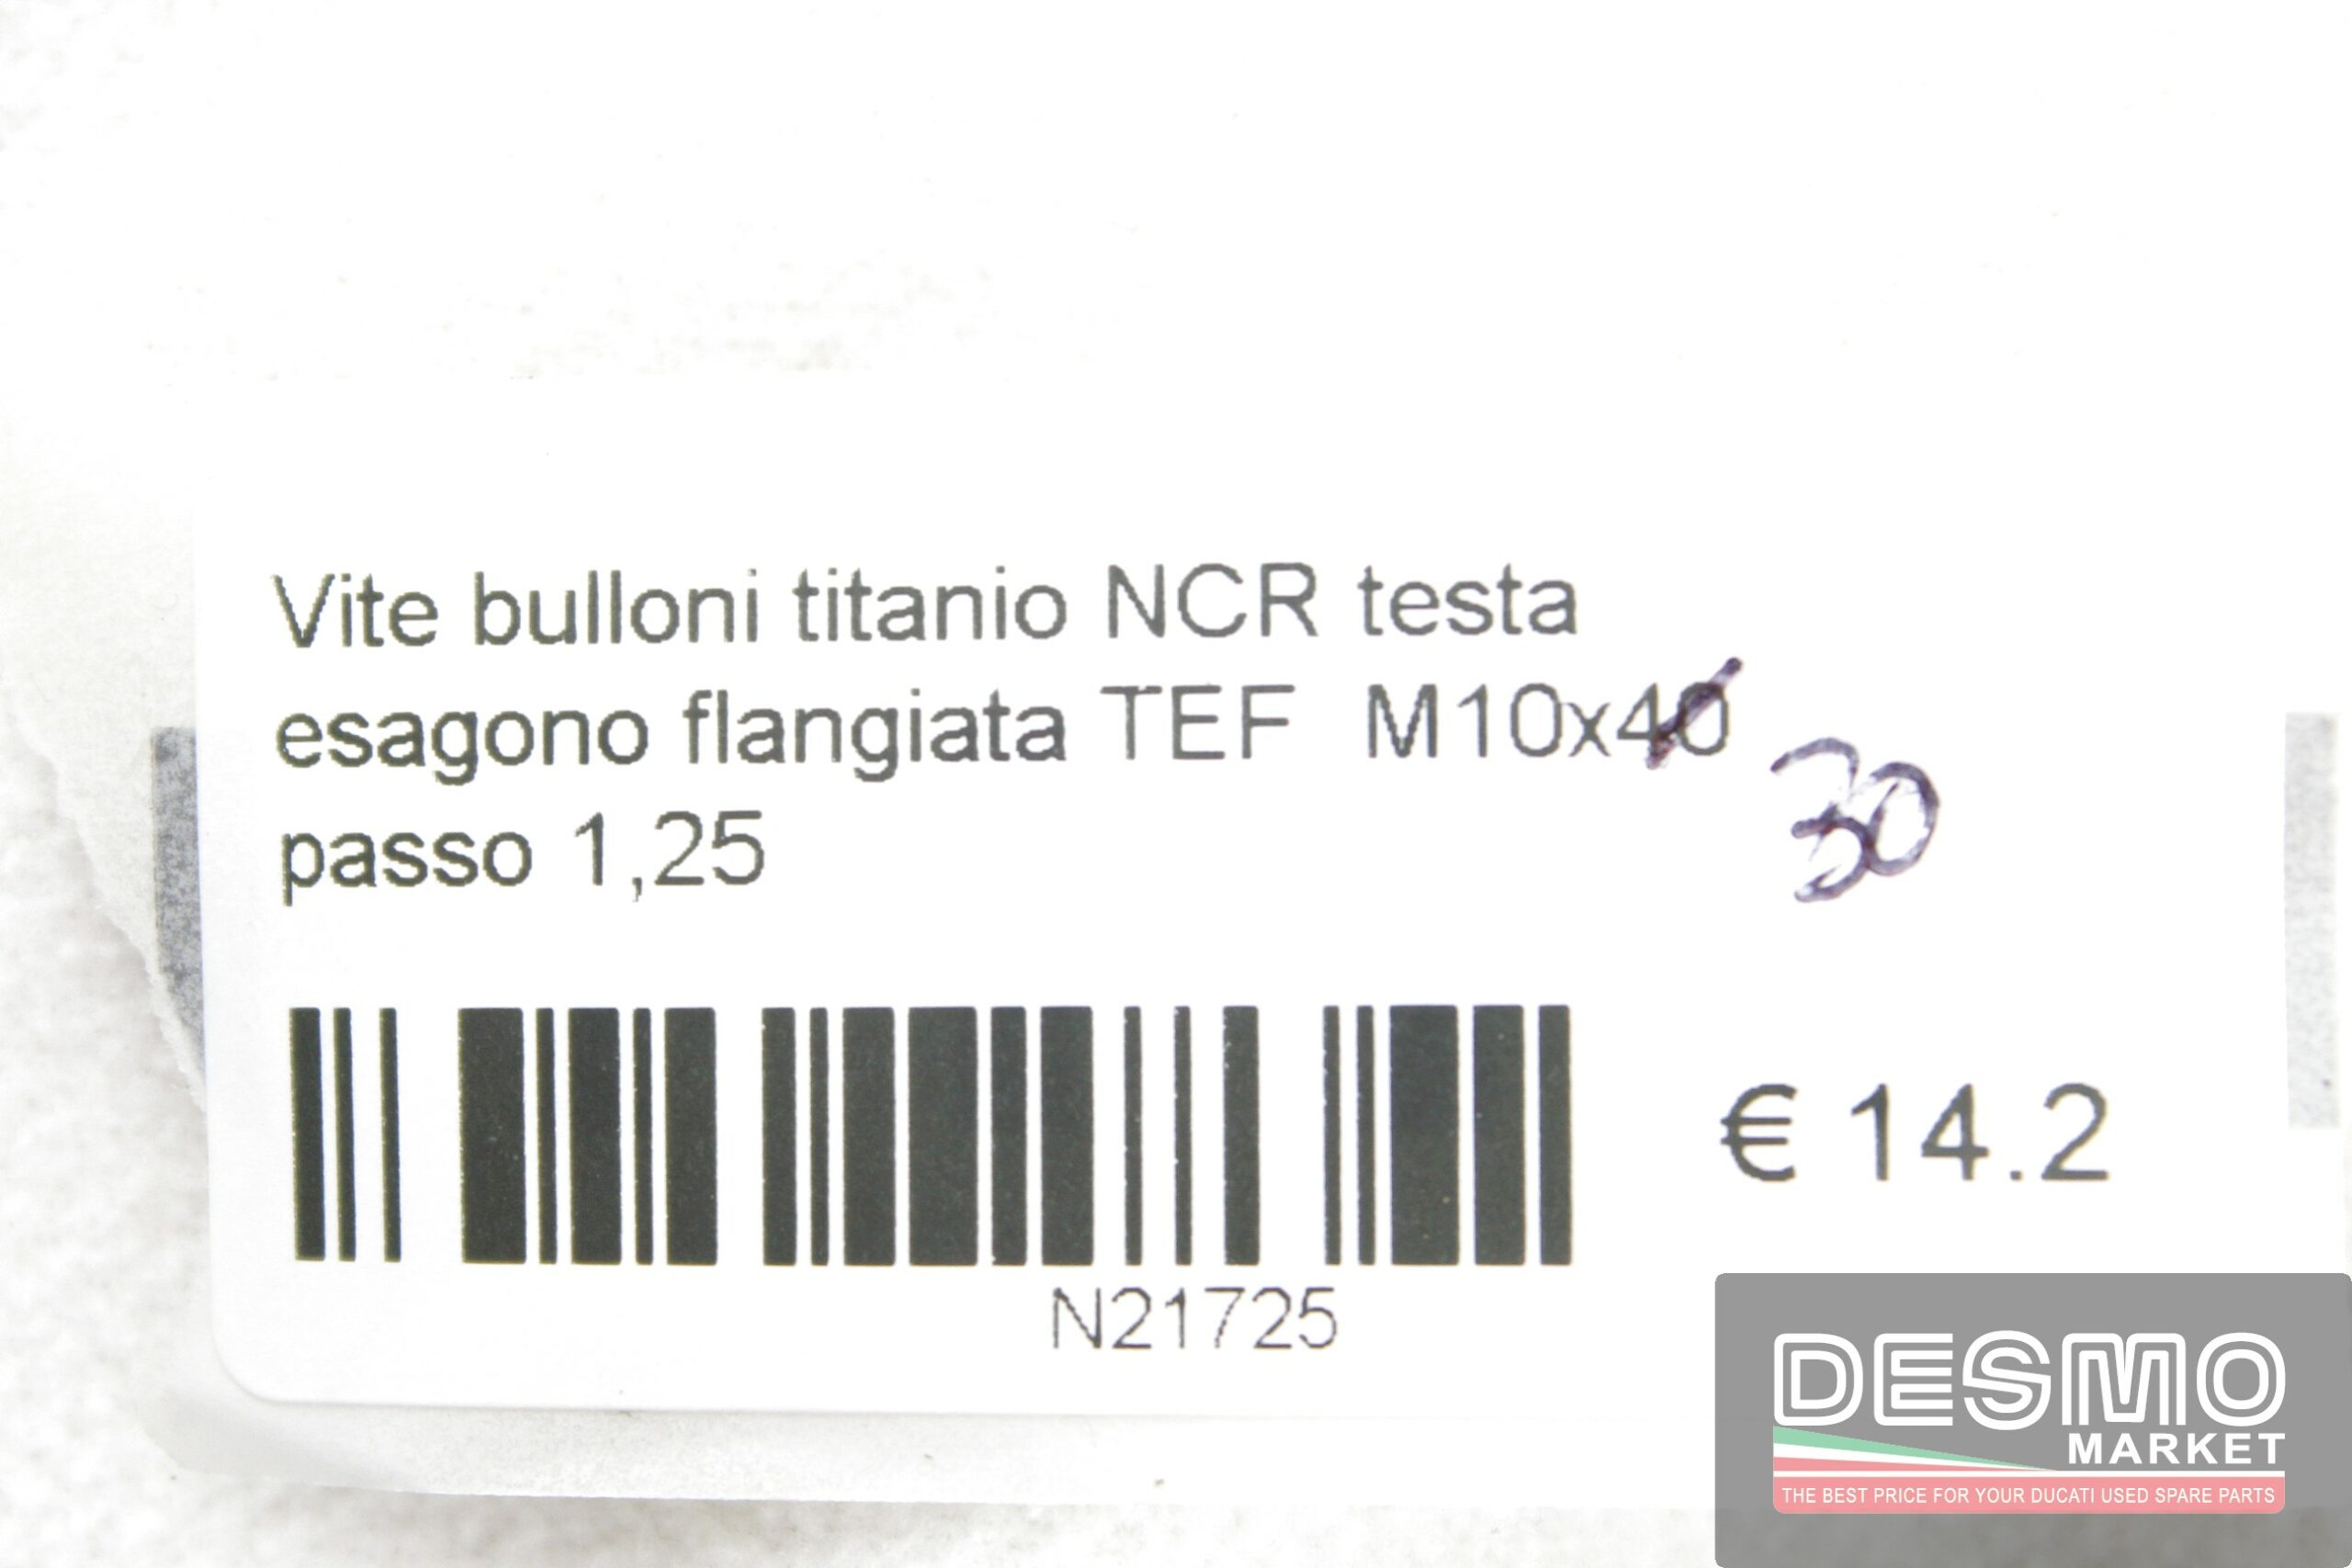 Vite bulloni titanio NCR testa
esagono flangiata TEF M10x40
30
passo 1,25
€ 14.2
N21725
DESMO
MARKET
THE BEST PRICE FOR YOUR DUCATI USED SPARE PARTS